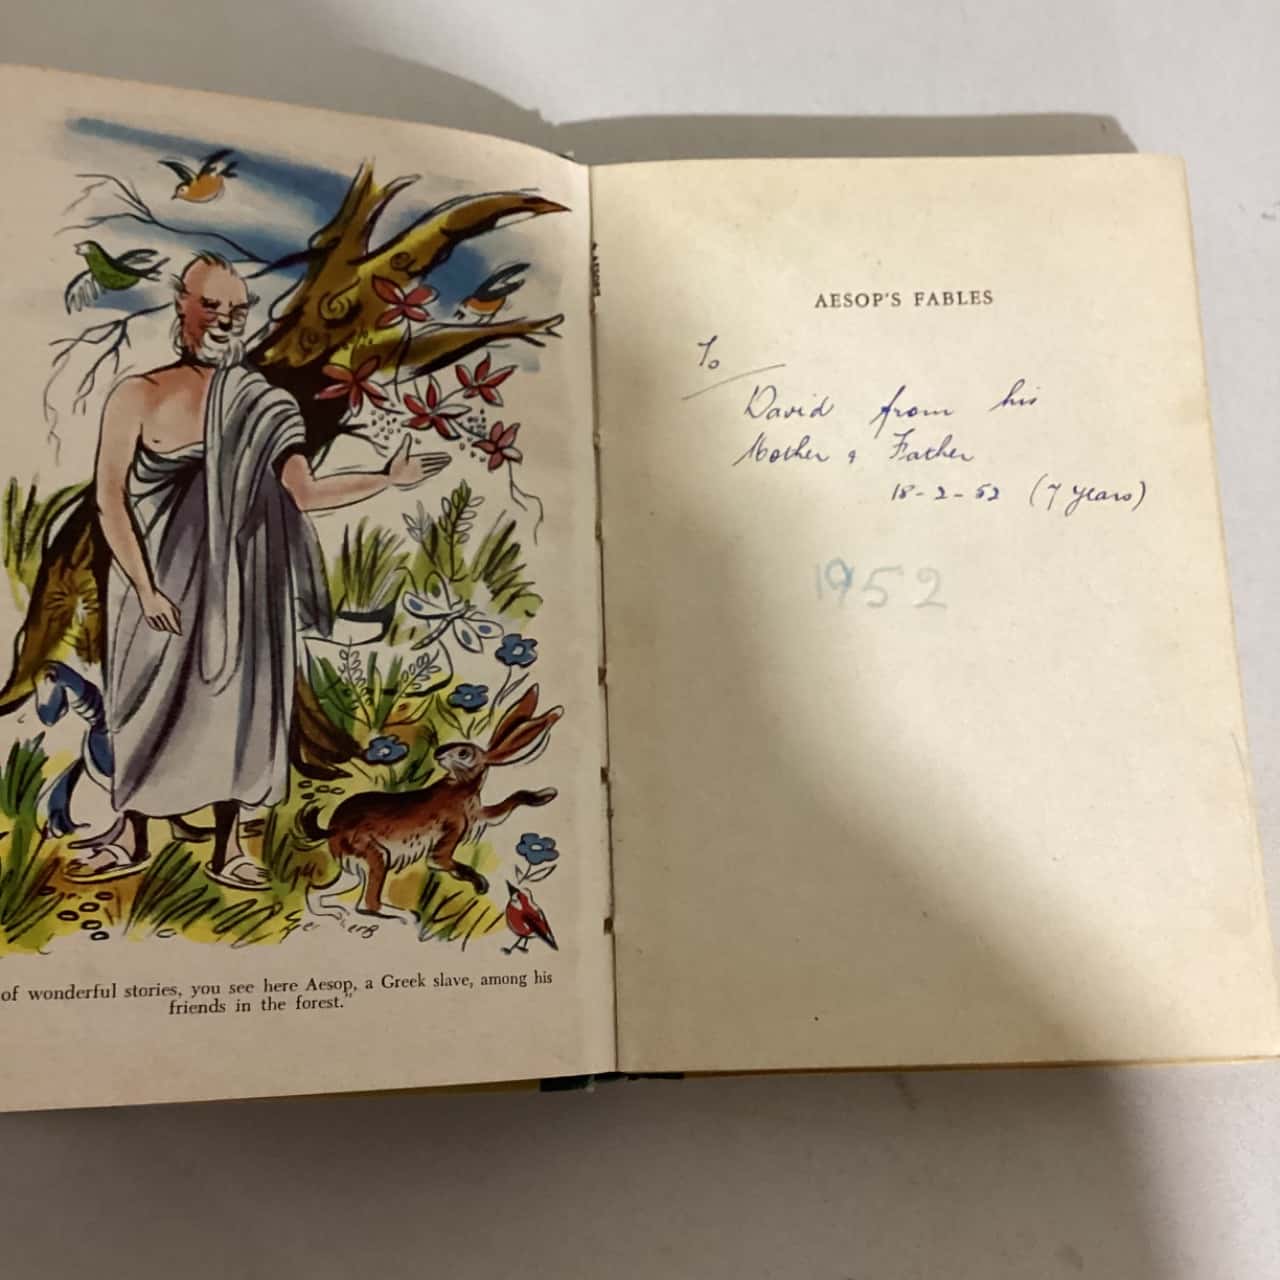 of wonderful stories, you see here Aesop, a Greek slave, among his
friends in the forest."
AESOP'S FABLES
To
David from his
Mother & Father
18-2-52 (7 years)
1952